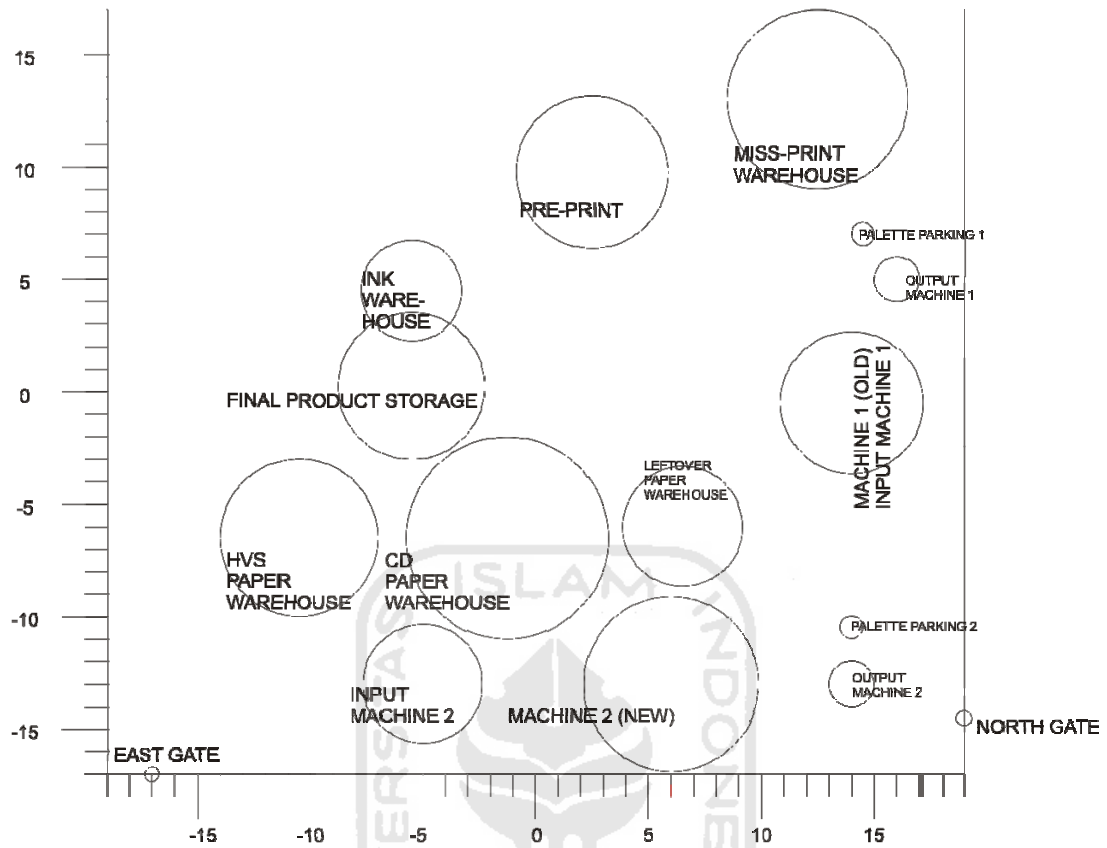 15
10
5
0
-5
-10
-15
MISS-PRINT
WAREHOUSE
PRE-PRINT
PALETTE PARKING 1
OUTPUT
MACHINE 1
INK
WARE-
HOUSE
FINAL PRODUCT STORAGE
MACHINE 1 (OLD)
INPUT MACHINE 1
LEFTOVER
PAPER
WAREHOUSE
HVS
PAPER
WAREHOUSE
CD
PAPER
WAREHOUSE
ISLAM
PALETTE PARKING 2
OUTPUT
MACHINE 2
INPUT
MACHINE 2
MACHINE 2 (NEW)
NORTH GATE
EAST GATE
-15
-10
-5
0
5
10
15